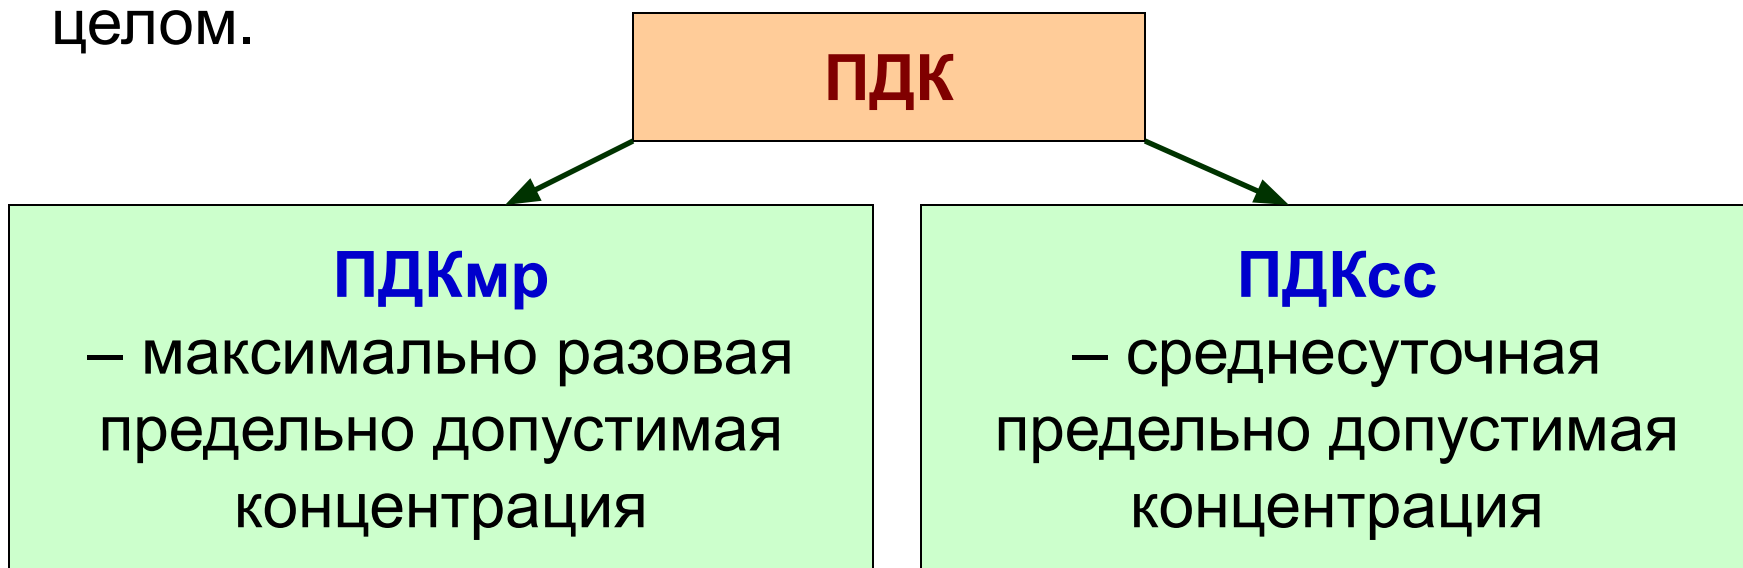 целом.
ПДК
ПДКмр
– максимально разовая
предельно допустимая
концентрация
ПДКсс
– среднесуточная
предельно допустимая
концентрация